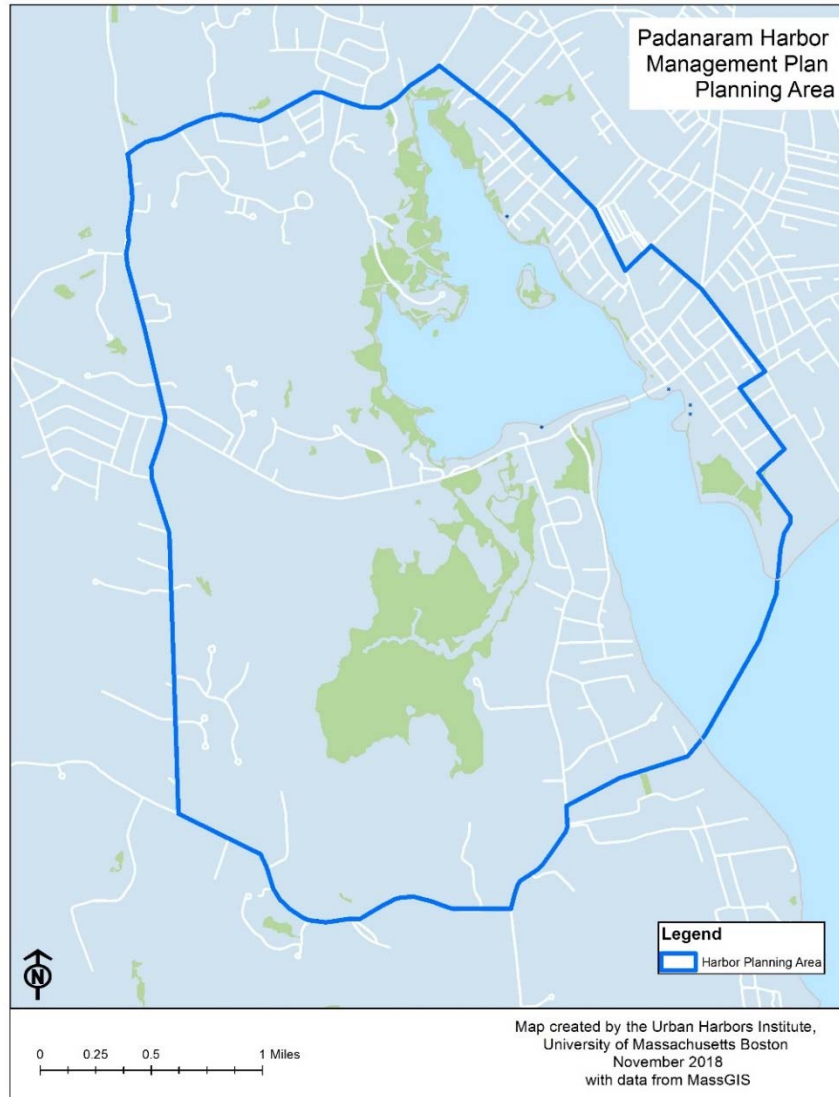 Padanaram Harbor
Management Plan
Planning Area
Legend
Harbor Planning Area
N
0 0.25 0.5 1 Miles
Map created by the Urban Harbors Institute,
University of Massachusetts Boston
November 2018
with data from MassGIS